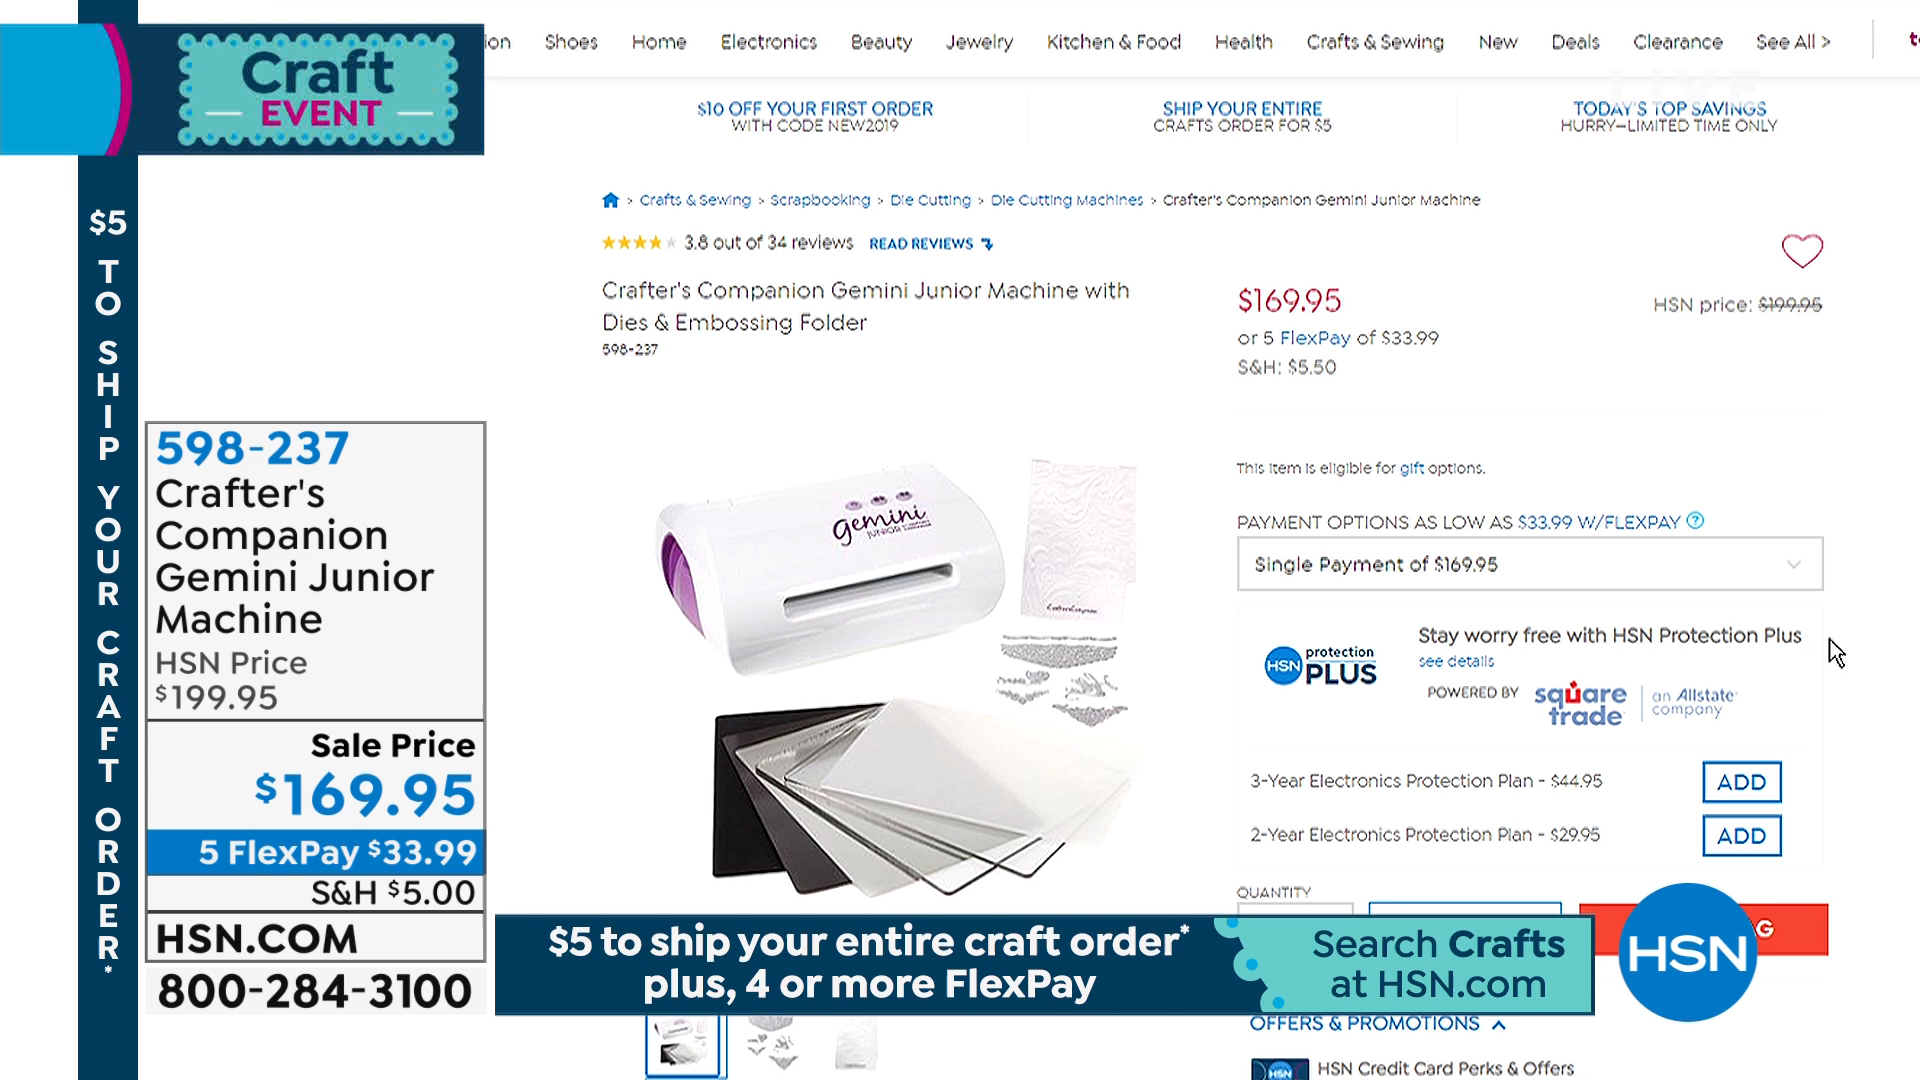 Craft
EVENT
Shoes
Home
Electronics
Beauty
Jewelry
Kitchen & Food
Health
Crafts & Sewing
New
Deals
Clearance
See All >
LIVE
$10 OFF YOUR FIRST ORDER
WITH CODE NEW2019
SHIP YOUR ENTIRE
CRAFTS ORDER FOR $5
TODAY'S TOP SAVINGS
HURRY–LIMITED TIME ONLY
> Crafts & Sewing > Scrapbooking > Die Cutting > Die Cutting Machines > Crafter's Companion Gemini Junior Machine
3.8 out of 34 reviews READ REVIEWS
Crafter's Companion Gemini Junior Machine with
Dies & Embossing Folder
598-237
$169.95
HSN price: $199.95
or 5 FlexPay of $33.99
S&H: $5.50
This item is eligible for gift options.
PAYMENT OPTIONS AS LOW AS $33.99 W/FLEXPAY ?
Single Payment of $169.95
HSN protection PLUS
Stay worry free with HSN Protection Plus
see details
POWERED BY square trade an Allstate company
3-Year Electronics Protection Plan - $44.95 ADD
2-Year Electronics Protection Plan - $29.95 ADD
QUANTITY
gemini
JUNIOR
$5 TO SHIP YOUR CRAFT ORDER*
598-237
Crafter's
Companion
Gemini Junior
Machine
HSN Price
$199.95
Sale Price
$169.95
5 FlexPay $33.99
S&H $5.00
HSN.COM
800-284-3100
$5 to ship your entire craft order*
plus, 4 or more FlexPay
Search Crafts
at HSN.com
HSN
OFFERS & PROMOTIONS
HSN
HSN Credit Card Perks & Offers